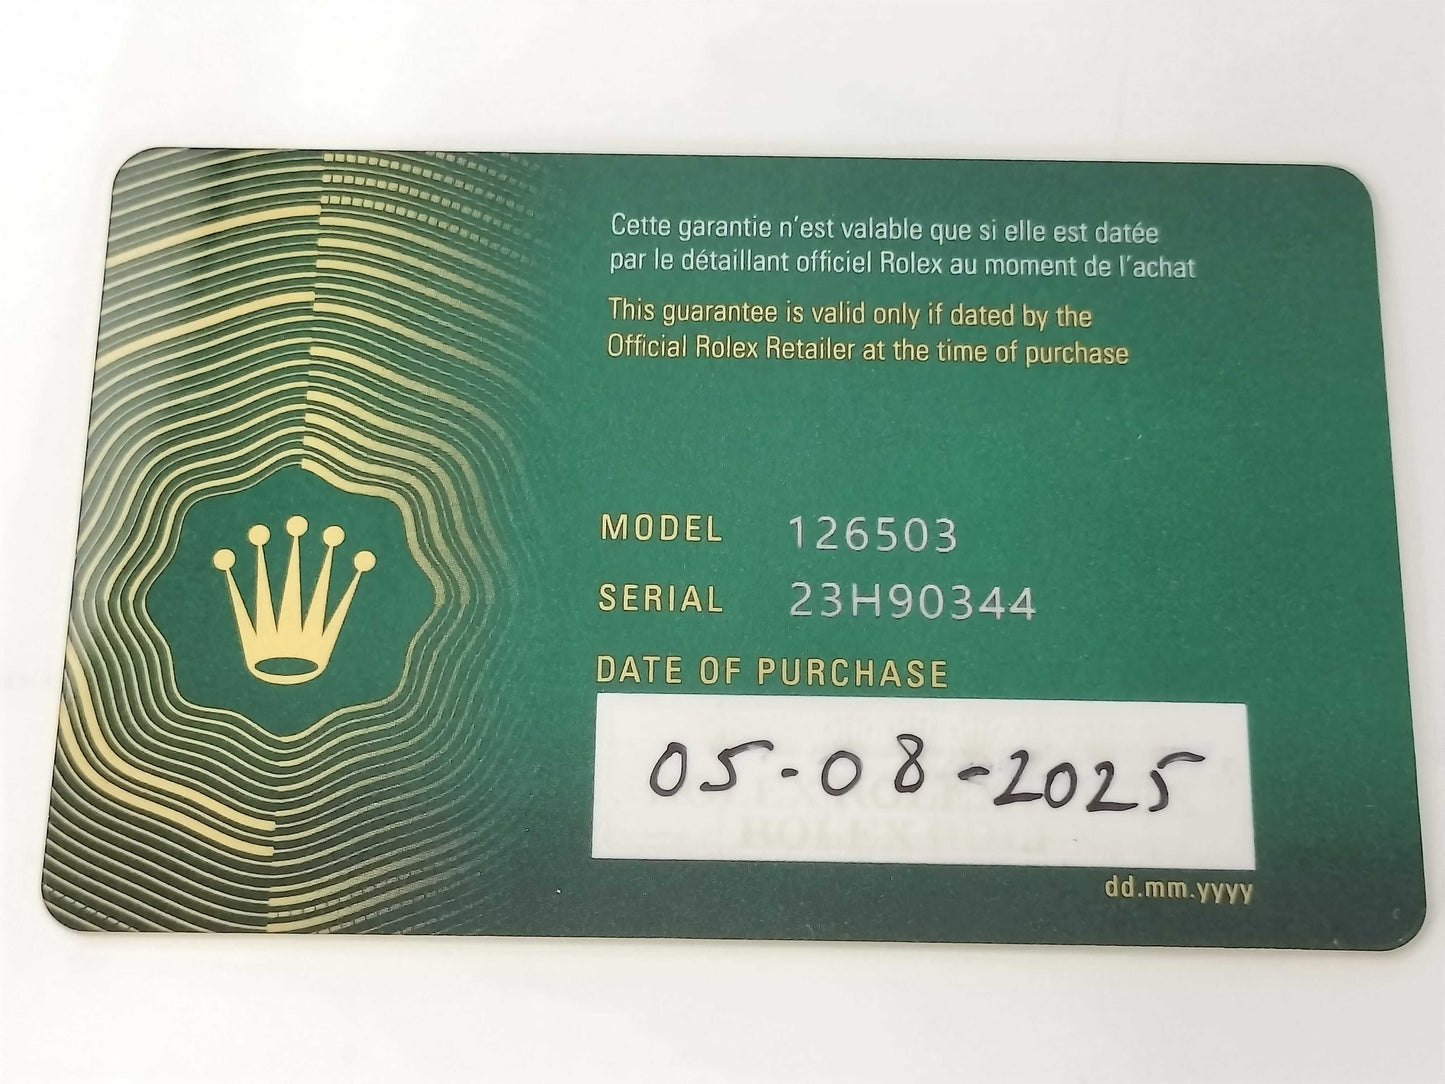 Cette garantie n'est valable que si elle est datée
par le détaillant officiel Rolex au moment de l'achat
This guarantee is valid only if dated by the
Official Rolex Retailer at the time of purchase
MODEL 126503
SERIAL 23H90344
DATE OF PURCHASE
05-08-2025
dd.mm.yyyy